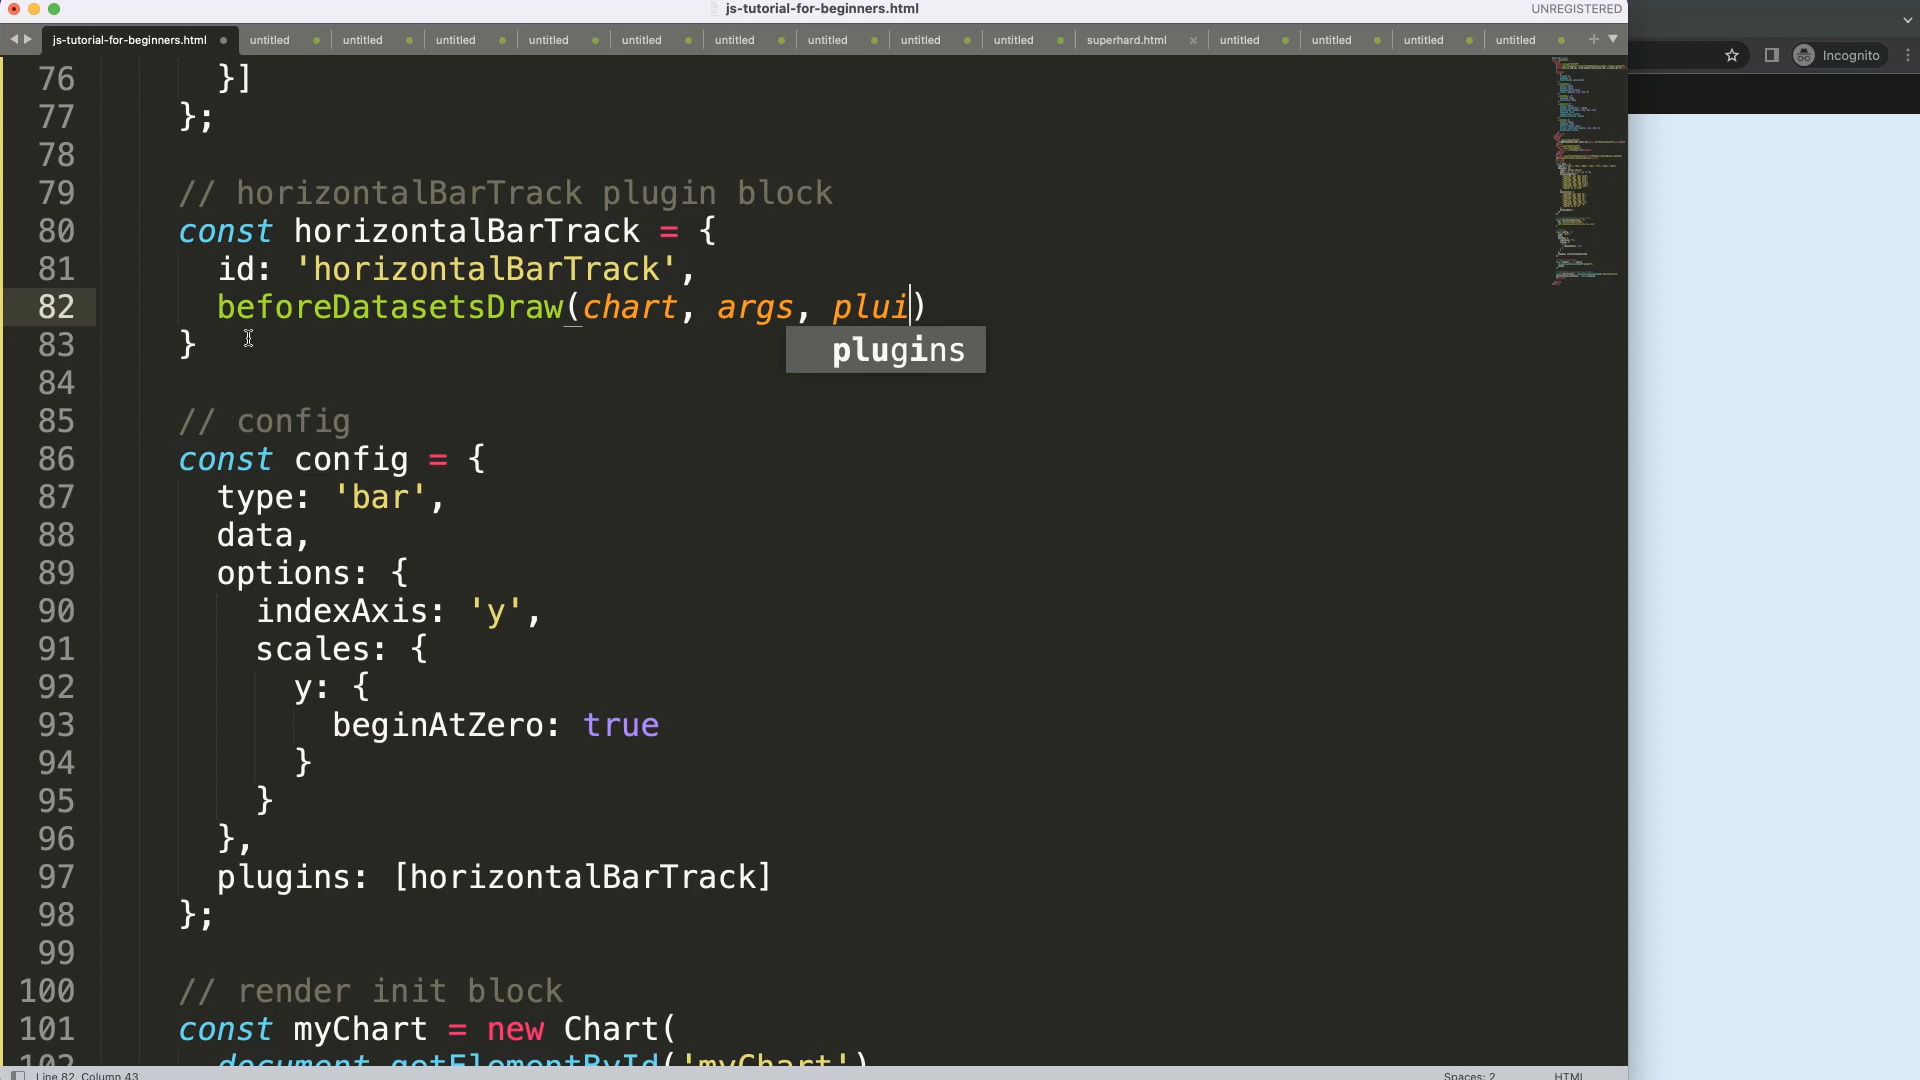 js-tutorial-for-beginners.html
UNREGISTERED
js-tutorial-for-beginners.html untitled untitled untitled untitled untitled untitled untitled untitled untitled superhard.html untitled untitled untitled untitled
Incognito
76 }]
77 };
78
79 // horizontalBarTrack plugin block
80 const horizontalBarTrack = {
81 id: 'horizontalBarTrack',
82 beforeDatasetsDraw(chart, args, plui)
83 }
plugins
84
85 // config
86 const config = {
87 type: 'bar',
88 data,
89 options: {
90 indexAxis: 'y',
91 scales: {
92 y: {
93 beginAtZero: true
94 }
95 }
96 },
97 plugins: [horizontalBarTrack]
98 };
99
100 // render init block
101 const myChart = new Chart(
102 document.getElementById('myChart')
Line 82, Column 43 Spaces: 2 HTML